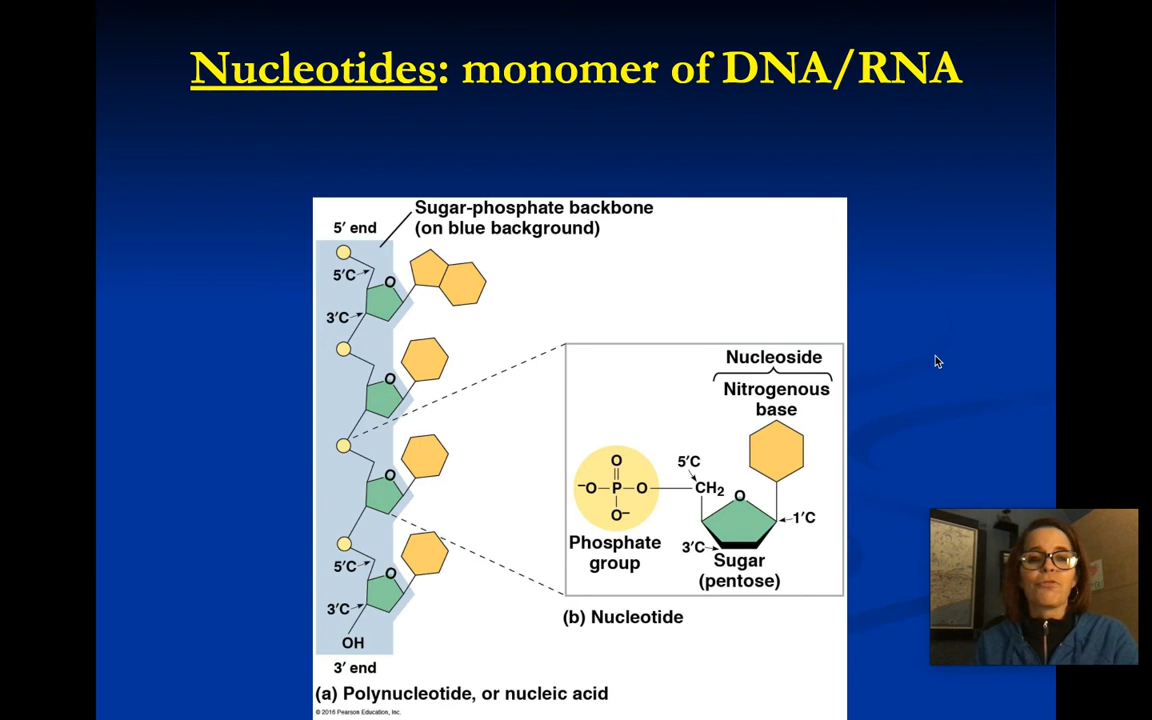 Nucleotides: monomer of DNA/RNA
Sugar-phosphate backbone
(on blue background)
5′ end
5′C
O
3′C
O
O
5′C
O
3′C
OH
3′ end
(a) Polynucleotide, or nucleic acid
© 2016 Pearson Education, Inc.
Nucleoside
Nitrogenous
base
O
⁻O–P–O
O⁻
5′C
CH₂
O
1′C
3′C
Phosphate
group
Sugar
(pentose)
(b) Nucleotide